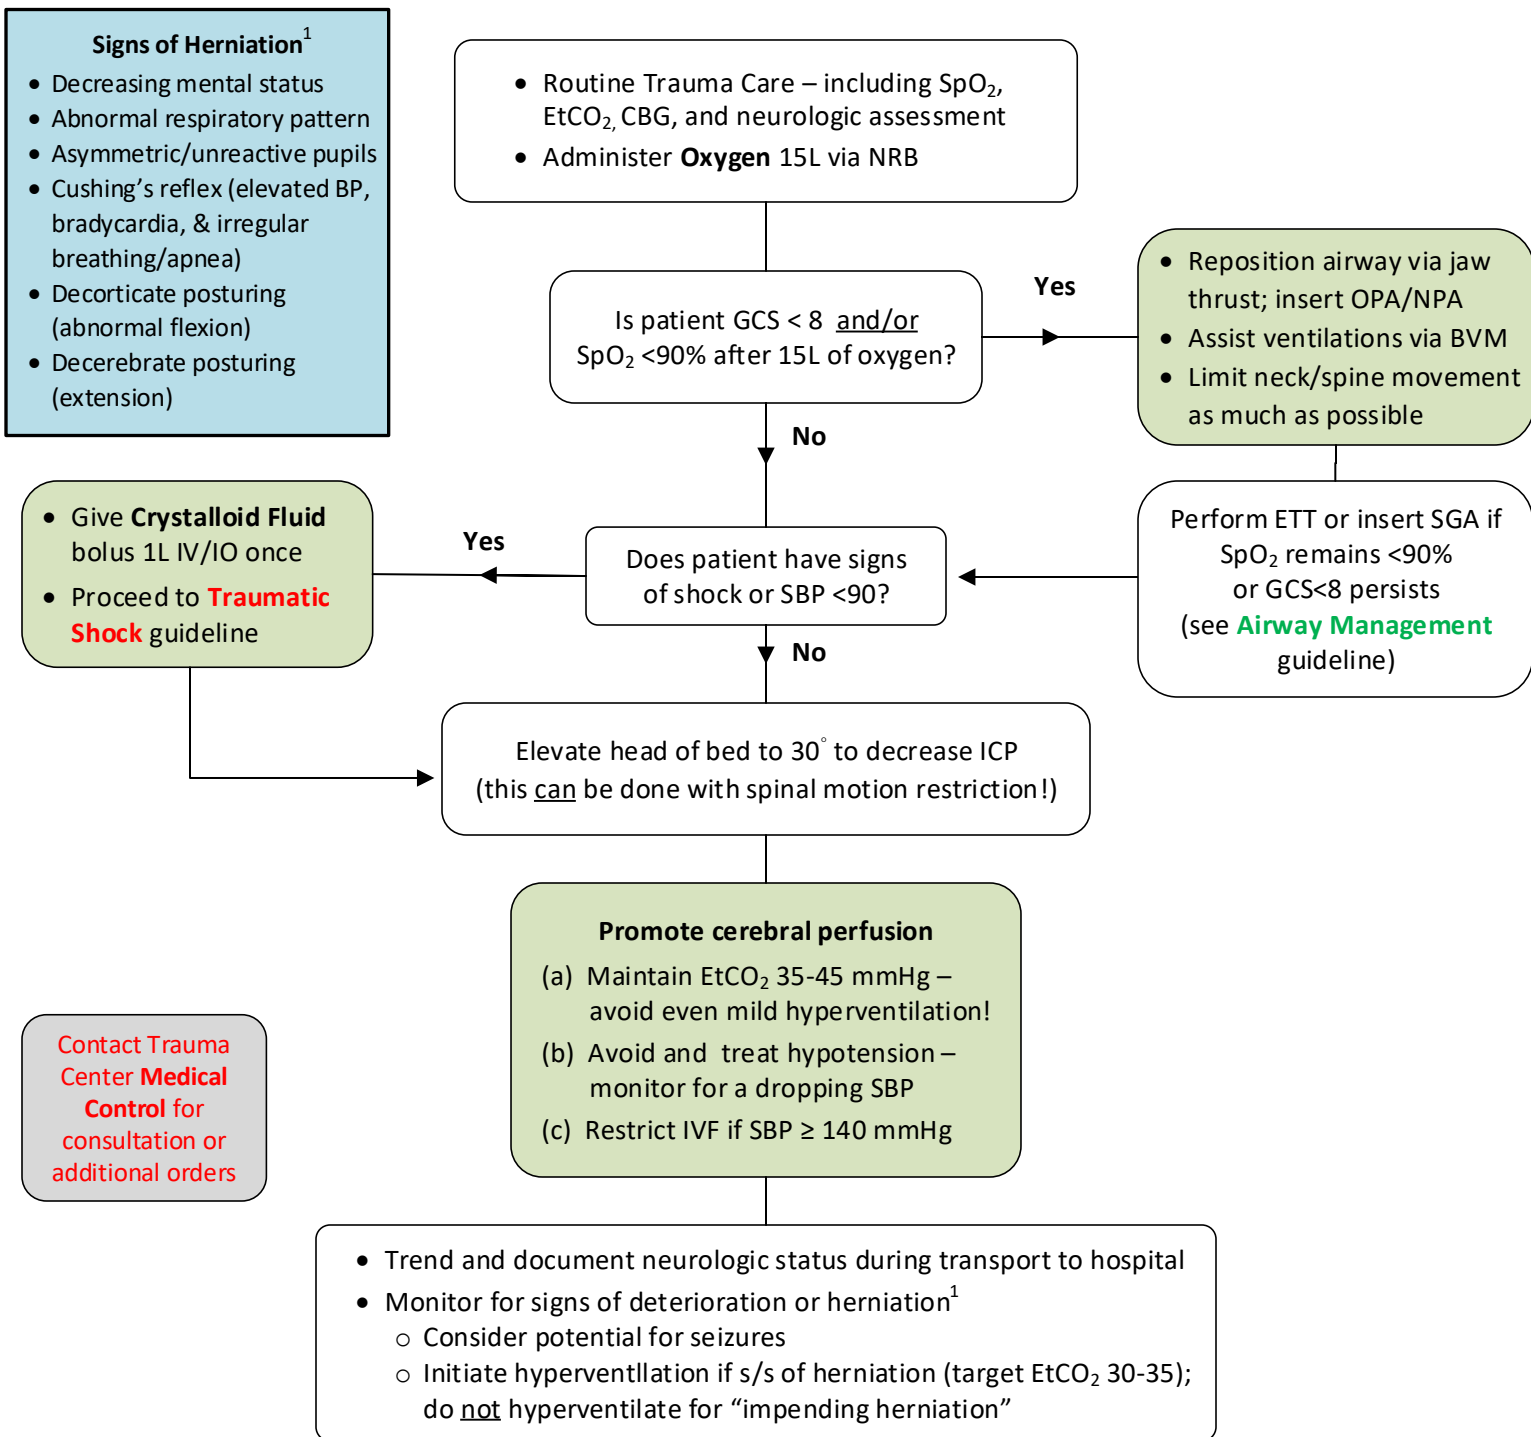 Signs of Herniation¹
• Decreasing mental status
• Abnormal respiratory pattern
• Asymmetric/unreactive pupils
• Cushing’s reflex (elevated BP,
bradycardia, & irregular
breathing/apnea)
• Decorticate posturing
(abnormal flexion)
• Decerebrate posturing
(extension)
• Routine Trauma Care – including SpO₂,
EtCO₂, CBG, and neurologic assessment
• Administer Oxygen 15L via NRB
Is patient GCS < 8 and/or
SpO₂ <90% after 15L of oxygen?
Yes
• Reposition airway via jaw
thrust; insert OPA/NPA
• Assist ventilations via BVM
• Limit neck/spine movement
as much as possible
No
Perform ETT or insert SGA if
SpO₂ remains <90%
or GCS<8 persists
(see Airway Management
guideline)
Does patient have signs
of shock or SBP <90?
Yes
• Give Crystalloid Fluid
bolus 1L IV/IO once
• Proceed to Traumatic
Shock guideline
No
Elevate head of bed to 30° to decrease ICP
(this can be done with spinal motion restriction!)
Promote cerebral perfusion
(a) Maintain EtCO₂ 35-45 mmHg –
avoid even mild hyperventilation!
(b) Avoid and treat hypotension –
monitor for a dropping SBP
(c) Restrict IVF if SBP ≥ 140 mmHg
Contact Trauma
Center Medical
Control for
consultation or
additional orders
• Trend and document neurologic status during transport to hospital
• Monitor for signs of deterioration or herniation¹
o Consider potential for seizures
o Initiate hyperventllation if s/s of herniation (target EtCO₂ 30-35);
do not hyperventilate for “impending herniation”